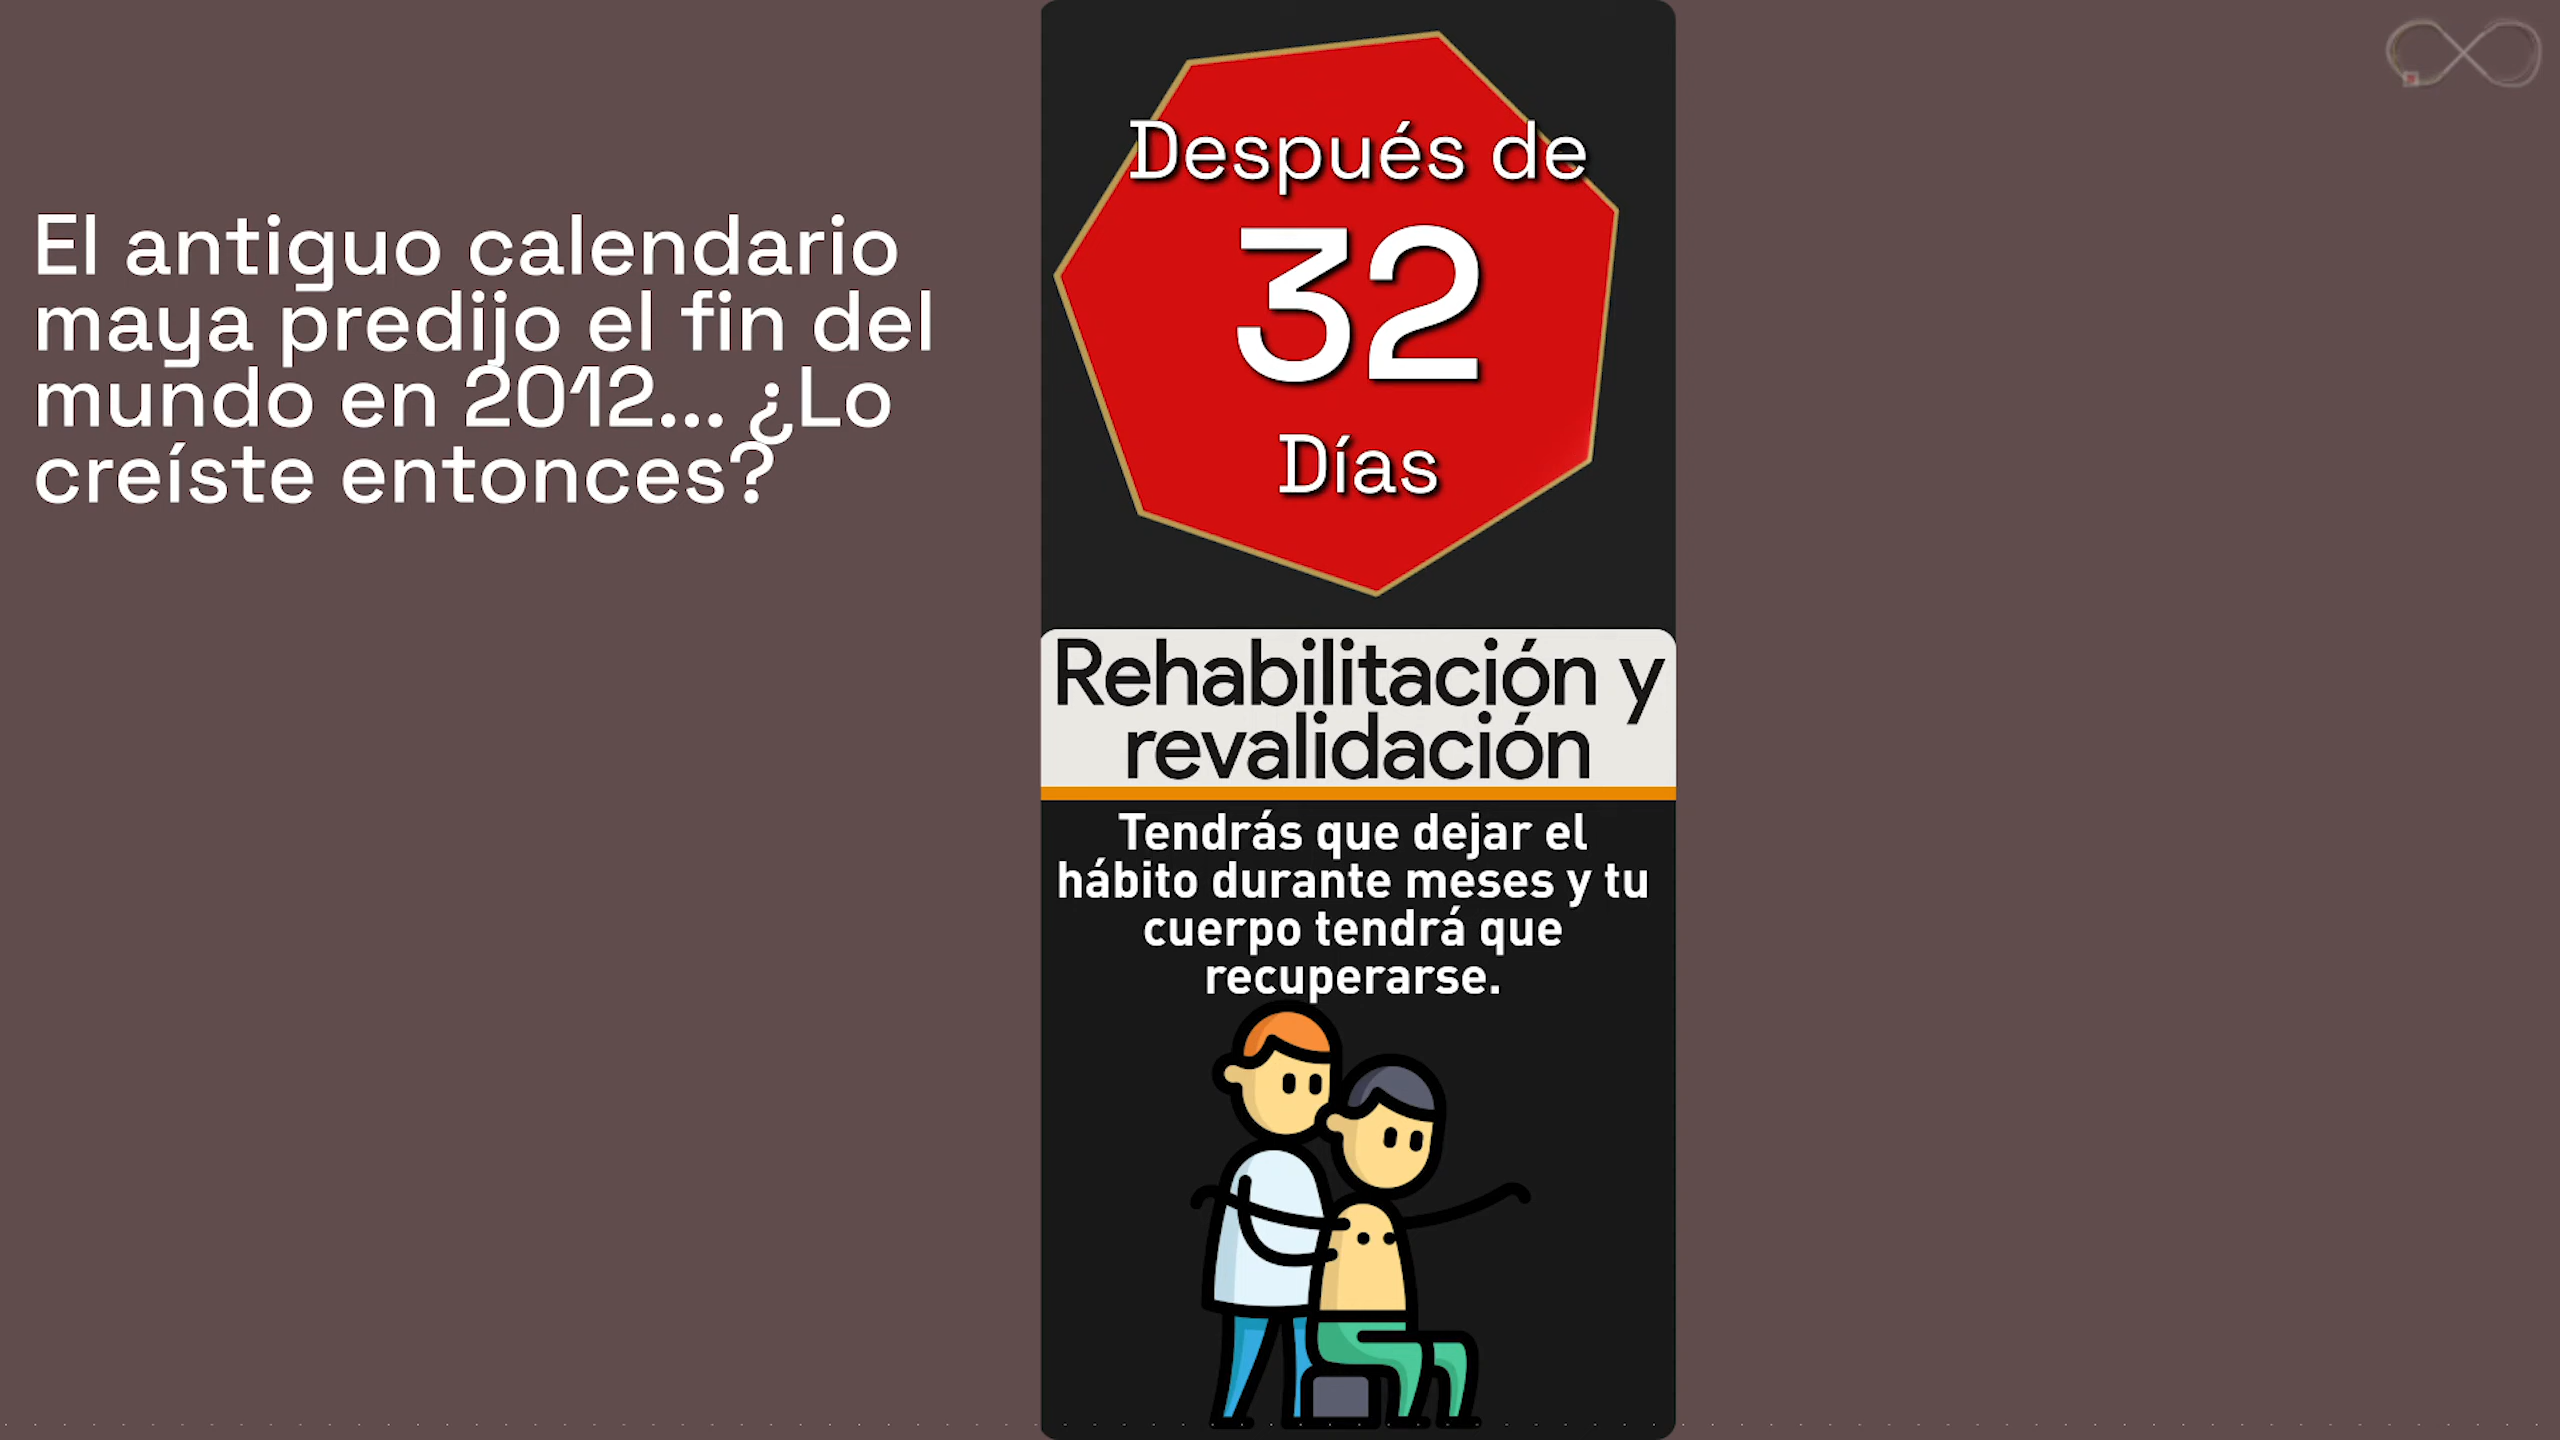 El antiguo calendario
maya predijo el fin del
mundo en 2012... ¿Lo
creíste entonces?
Después de
32
Días
Rehabilitación y
revalidación
Tendrás que dejar el
hábito durante meses y tu
cuerpo tendrá que
recuperarse.